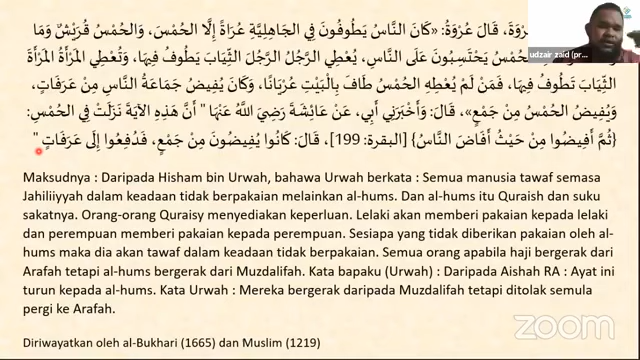 عُرْوَةَ، قَالَ عُرْوَةُ: «كَانَ النَّاسُ يَطُوفُونَ فِي الجَاهِلِيَّةِ عُرَاةً إِلَّا الحُمْسَ، وَالحُمْسُ قُرَيْشٌ وَمَا
الحُمْسُ يَحْتَسِبُونَ عَلَى النَّاسِ، يُعْطِي الرَّجُلُ الرَّجُلَ الثِّيَابَ يَطُوفُ فِيهَا، وَتُعْطِي المَرْأَةُ المَرْأَةَ
الثِّيَابَ تَطُوفُ فِيهَا، فَمَنْ لَمْ يُعْطِهِ الحُمْسُ طَافَ بِالْبَيْتِ عُرْيَانًا، وَكَانَ يُفِيضُ جَمَاعَةُ النَّاسِ مِنْ عَرَفَاتٍ،
وَيُفِيضُ الحُمْسُ مِنْ جَمْعٍ»، قَالَ: وَأَخْبَرَنِي أَبِي، عَنْ عَائِشَةَ رَضِيَ اللَّهُ عَنْهَا " أَنَّ هَذِهِ الآيَةَ نَزَلَتْ فِي الحُمْسِ:
{ثُمَّ أَفِيضُوا مِنْ حَيْثُ أَفَاضَ النَّاسُ} [البقرة: 199]، قَالَ: كَانُوا يُفِيضُونَ مِنْ جَمْعٍ، فَدُفِعُوا إِلَى عَرَفَاتٍ "
Maksudnya : Daripada Hisham bin Urwah, bahawa Urwah berkata : Semua manusia tawaf semasa
Jahiliiyyah dalam keadaan tidak berpakaian melainkan al-hums. Dan al-hums itu Quraish dan suku
sakatnya. Orang-orang Quraisy menyediakan keperluan. Lelaki akan memberi pakaian kepada lelaki
dan perempuan memberi pakaian kepada perempuan. Sesiapa yang tidak diberikan pakaian oleh al-
hums maka dia akan tawaf dalam keadaan tidak berpakaian. Semua orang apabila haji bergerak dari
Arafah tetapi al-hums bergerak dari Muzdalifah. Kata bapaku (Urwah) : Daripada Aishah RA : Ayat ini
turun kepada al-hums. Kata Urwah : Mereka bergerak daripada Muzdalifah tetapi ditolak semula
pergi ke Arafah.
Diriwayatkan oleh al-Bukhari (1665) dan Muslim (1219)
udzair zaid (pr...
zoom